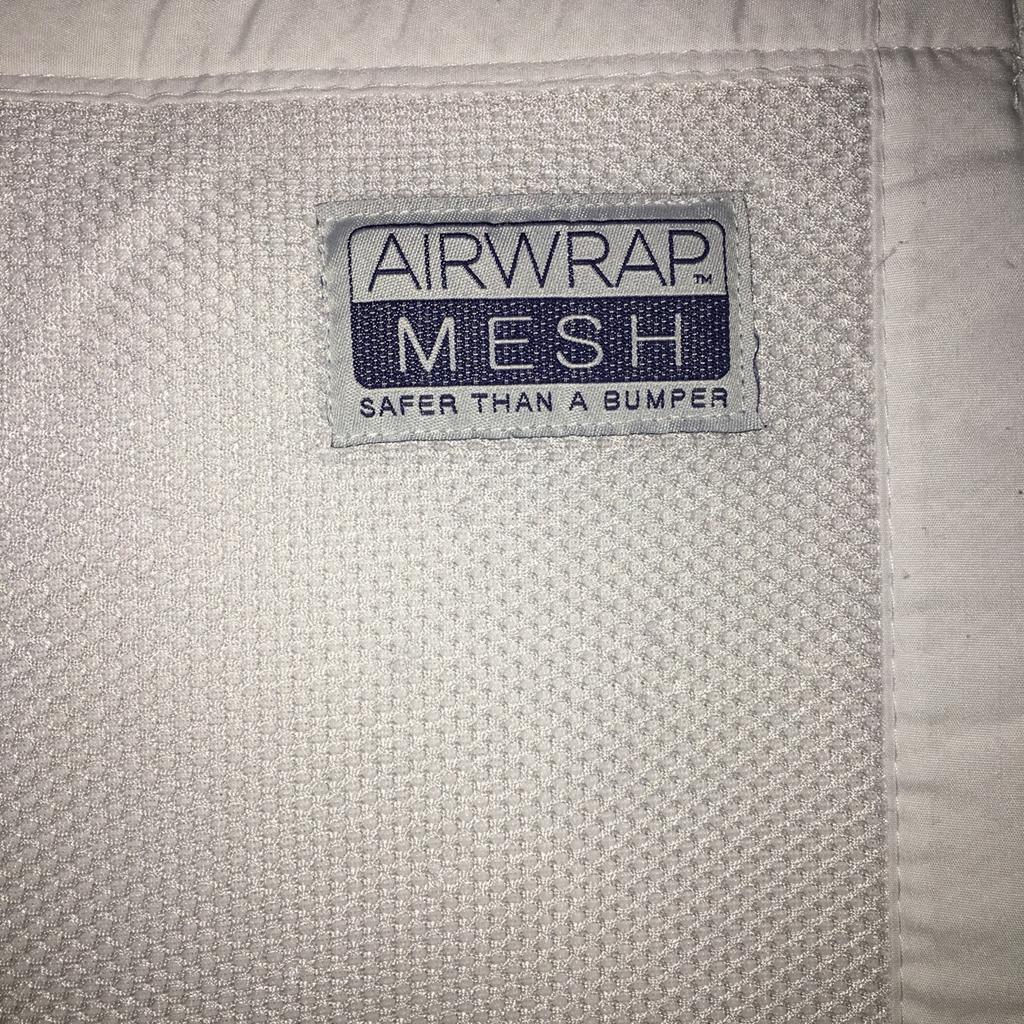 AIRWRAP™
MESH
SAFER THAN A BUMPER